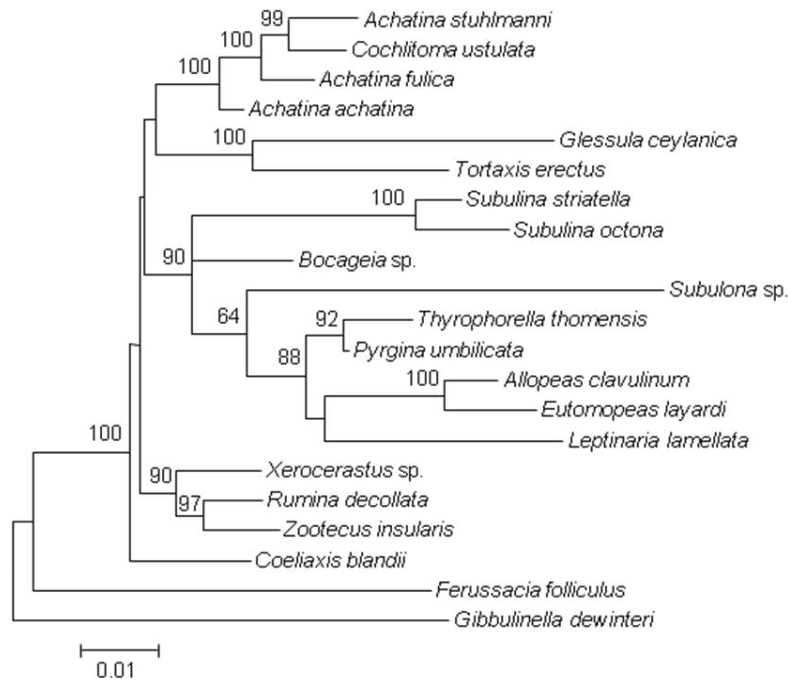 99
Achatina stuhlmanni
100
Cochlitoma ustulata
100
Achatina fulica
Achatina achatina
100
Glessula ceylanica
Tortaxis erectus
100
Subulina striatella
Subulina octona
90
Bocageia sp.
Subulona sp.
64
92
Thyrophorella thomensis
88
Pyrgina umbilicata
100
Allopeas clavulinum
Eutomopeas layardi
Leptinaria lamellata
100
90
Xerocerastus sp.
97
Rumina decollata
Zootecus insularis
Coeliaxis blandii
Ferussacia folliculus
Gibbulinella dewinteri
0.01